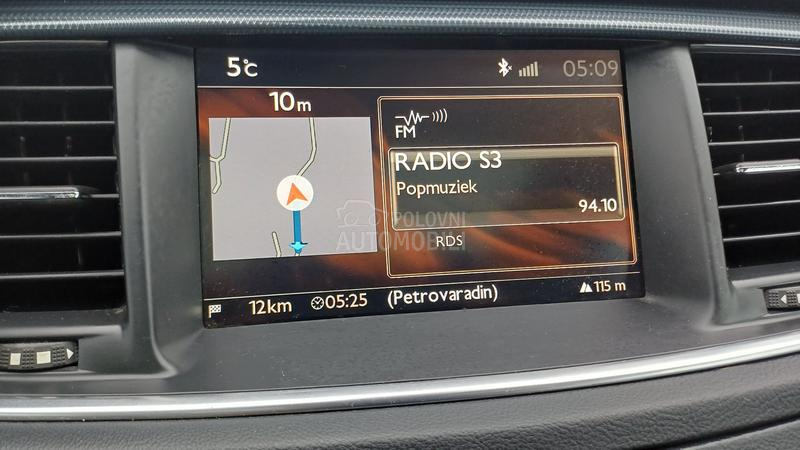 5°C
05:09
10m
FM
RADIO S3
Popmuziek
94.10
RDS
POLOVNI
AUTOMOBILI
12km
05:25
(Petrovaradin)
115 m